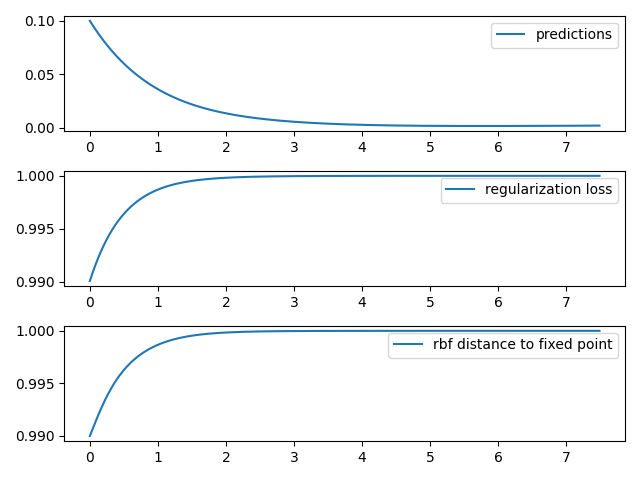 0.10
predictions
0.05
0.00
0 1 2 3 4 5 6 7
1.000
regularization loss
0.995
0.990
0 1 2 3 4 5 6 7
1.000
rbf distance to fixed point
0.995
0.990
0 1 2 3 4 5 6 7